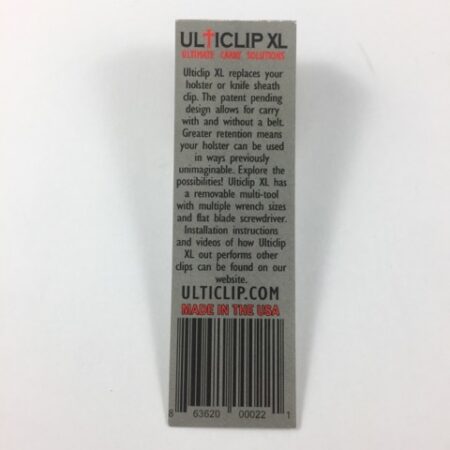 ULTICLIP XL
ULTIMATE CARRY SOLUTIONS
Ulticlip XL replaces your
holster or knife sheath
clip. The patent pending
design allows for carry
with and without a belt.
Greater retention means
your holster can be used
in ways previously
unimaginable. Explore the
possibilities! Ulticlip XL has
a removable multi-tool
with multiple wrench sizes
and flat blade screwdriver.
Installation instructions
and videos of how Ulticlip
XL out performs other
clips can be found on our
website.
ULTICLIP.COM
MADE IN THE USA
8 63620 00022 1